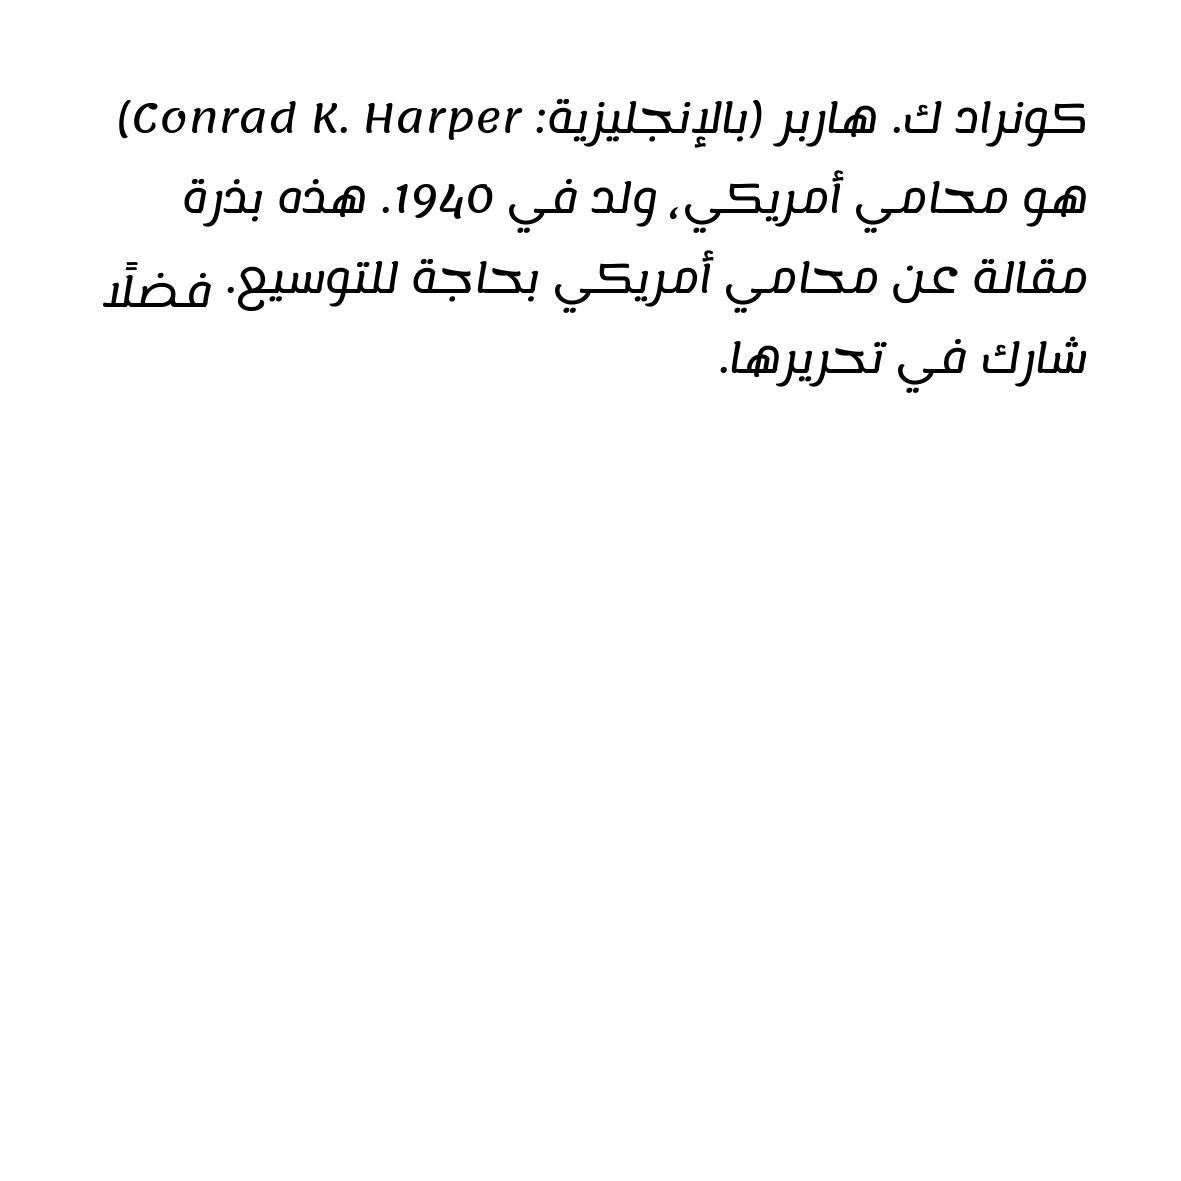 كونراد ك. هاربر (بالإنجليزية: Conrad K. Harper)
هو محامي أمريكي، ولد في 1940. هذه بذرة
مقالة عن محامي أمريكي بحاجة للتوسيع. فضلًا
شارك في تحريرها.